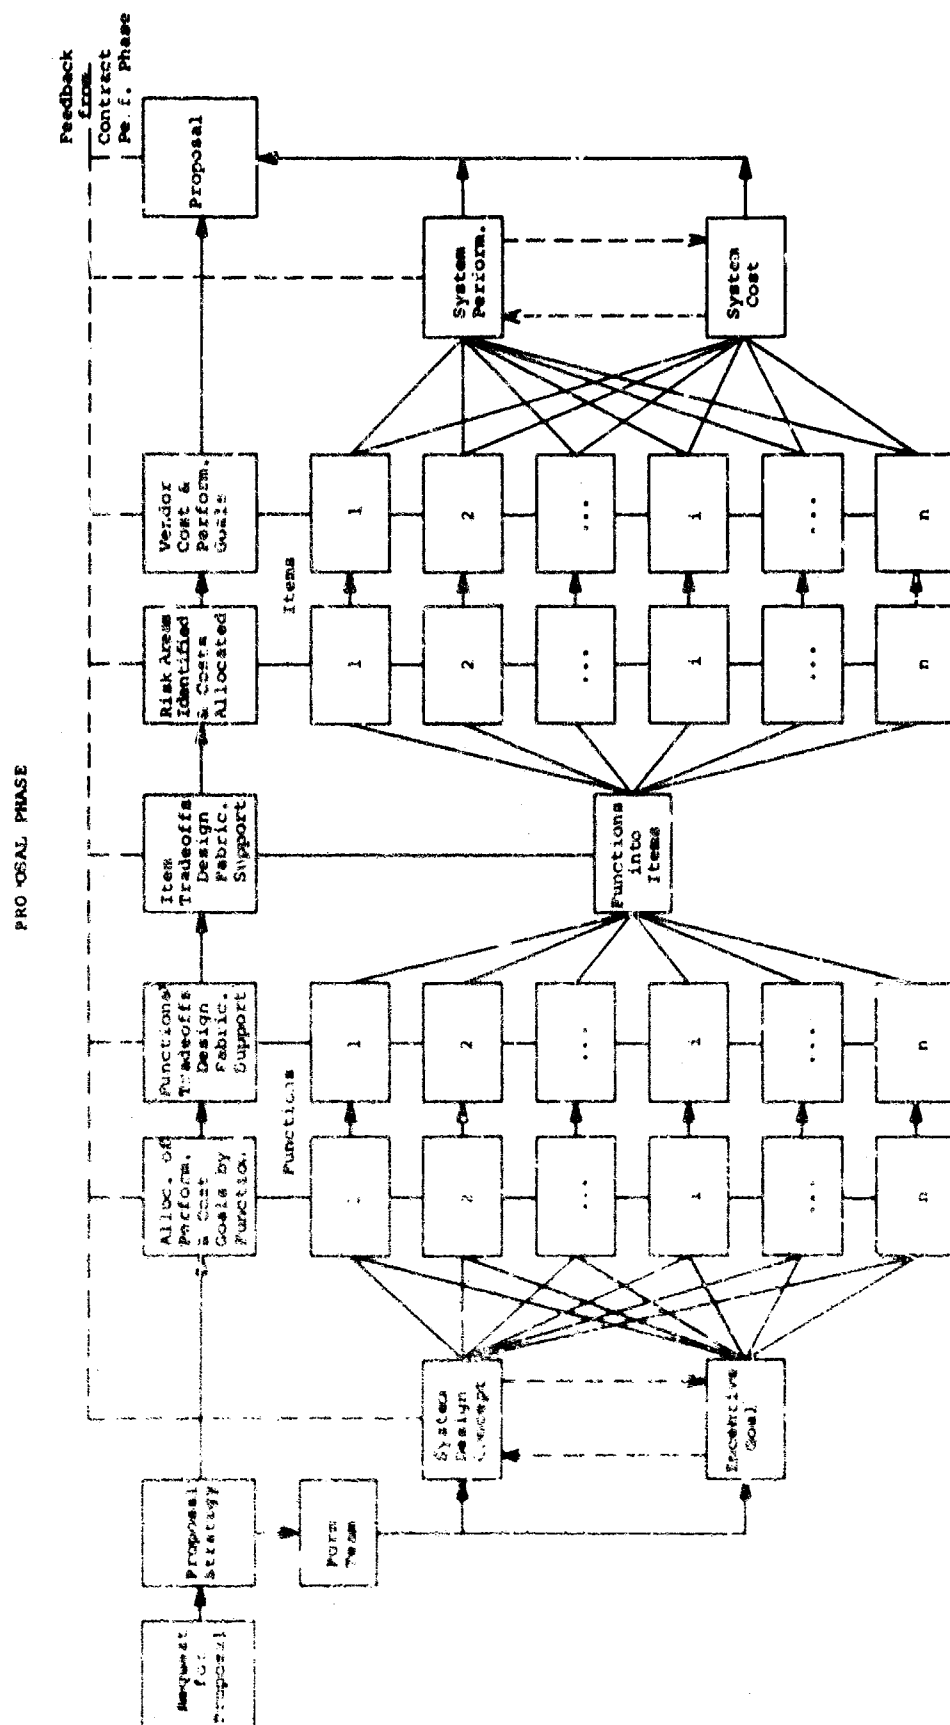 PROPOSAL PHASE
Feedback
from
Contract
Pe.f. Phase
Request
for
Proposal
Proposal
Strategy
Form
Team
Alloc. of
Perform.
& Cost
Goals by
Function.
Functional
Tradeoffs
Design
Fabric.
Support
Item
Tradeoffs
Design
Fabric.
Support
Risk Areas
Identified
& Costs
Allocated
Vendor
Cost &
Perform.
Goals
Proposal
Functions
Items
1
1
1
1
System
Design
Concept
2
2
2
2
System
Perform.
...
...
...
...
Functions
into
Items
i
i
i
i
Incentive
Goal
System
Cost
...
...
...
...
n
n
n
n